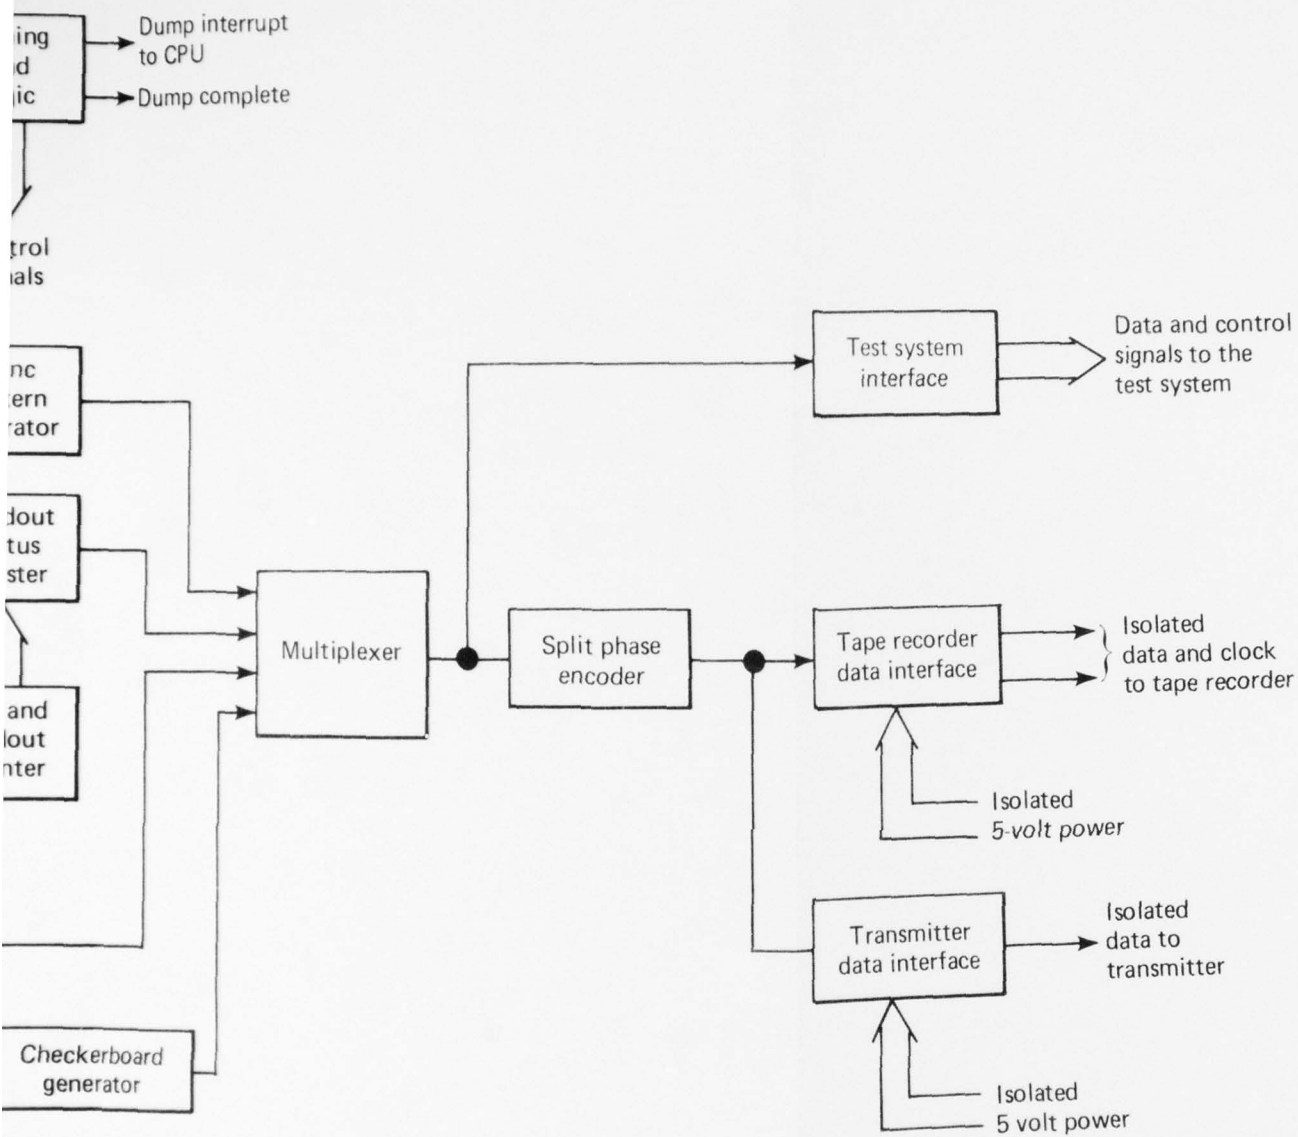 Dump interrupt
to CPU
Dump complete
Test system
interface
Data and control
signals to the
test system
Multiplexer
Split phase
encoder
Tape recorder
data interface
Isolated
data and clock
to tape recorder
and
Isolated
5-volt power
Transmitter
data interface
Isolated
data to
transmitter
Checkerboard
generator
Isolated
5 volt power